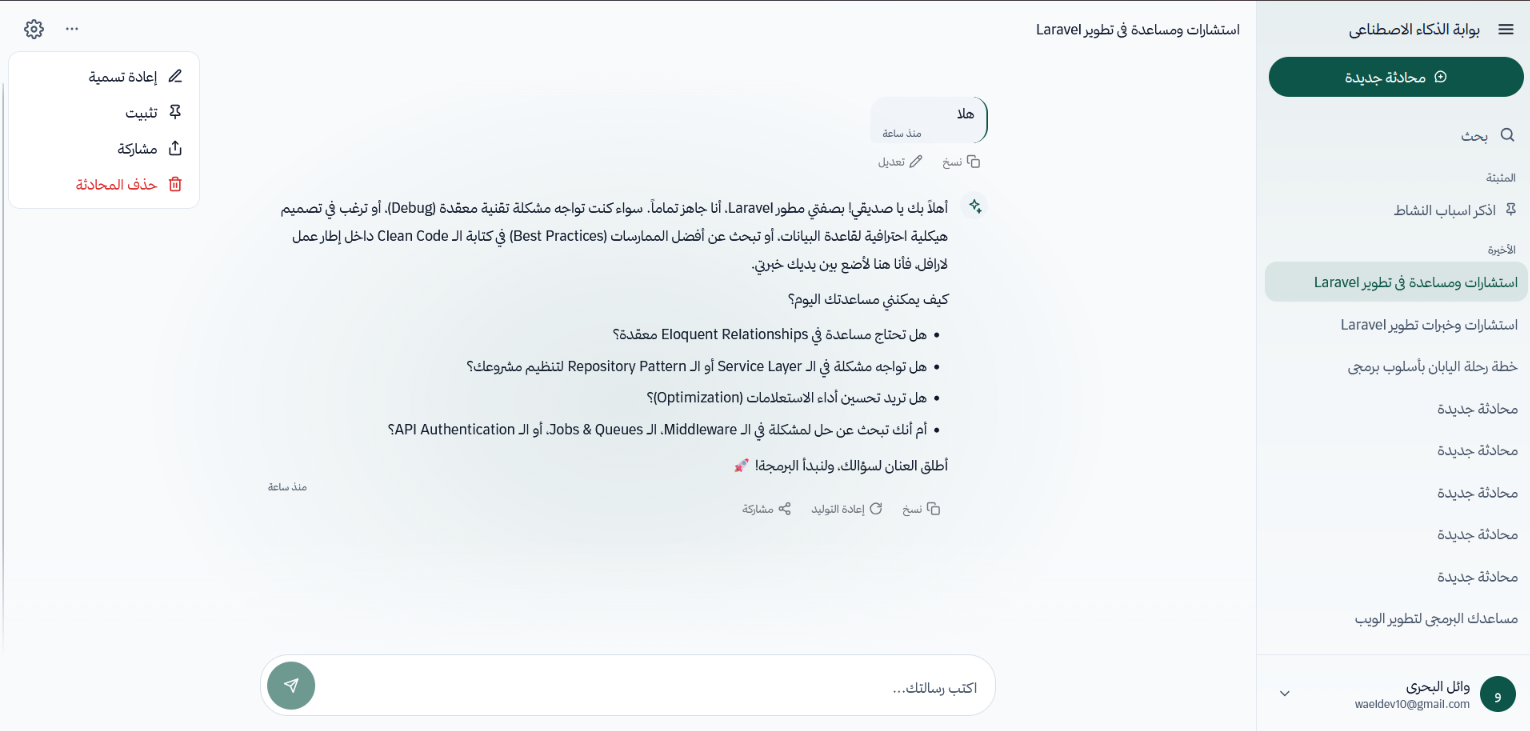 بوابة الذكاء الاصطناعى
محادثة جديدة
بحث
المثبتة
اذكر اسباب النشاط
الأخيرة
استشارات ومساعدة فى تطوير Laravel
استشارات وخبرات تطوير Laravel
خطة رحلة اليابان بأسلوب برمجى
محادثة جديدة
محادثة جديدة
محادثة جديدة
محادثة جديدة
محادثة جديدة
مساعدك البرمجى لتطوير الويب
و
وائل البحرى
waeldev10@gmail.com
استشارات ومساعدة فى تطوير Laravel
إعادة تسمية
تثبيت
مشاركة
حذف المحادثة
هلا
منذ ساعة
نسخ تعديل
أهلاً بك يا صديقي! بصفتي مطور Laravel، أنا جاهز تماماً. سواء كنت تواجه مشكلة تقنية معقدة (Debug)، أو ترغب في تصميم
هيكلية احترافية لقاعدة البيانات، أو تبحث عن أفضل الممارسات (Best Practices) في كتابة الـ Clean Code داخل إطار عمل
لارافل، فأنا هنا لأضع بين يديك خبرتي.
كيف يمكنني مساعدتك اليوم؟
• هل تحتاج مساعدة في Eloquent Relationships معقدة؟
• هل تواجه مشكلة في الـ Service Layer أو الـ Repository Pattern لتنظيم مشروعك؟
• هل تريد تحسين أداء الاستعلامات (Optimization)؟
• أم أنك تبحث عن حل لمشكلة في الـ Middleware، الـ Jobs & Queues، أو الـ API Authentication؟
أطلق العنان لسؤالك، ولنبدأ البرمجة! 🚀
منذ ساعة
نسخ إعادة التوليد مشاركة
اكتب رسالتك...